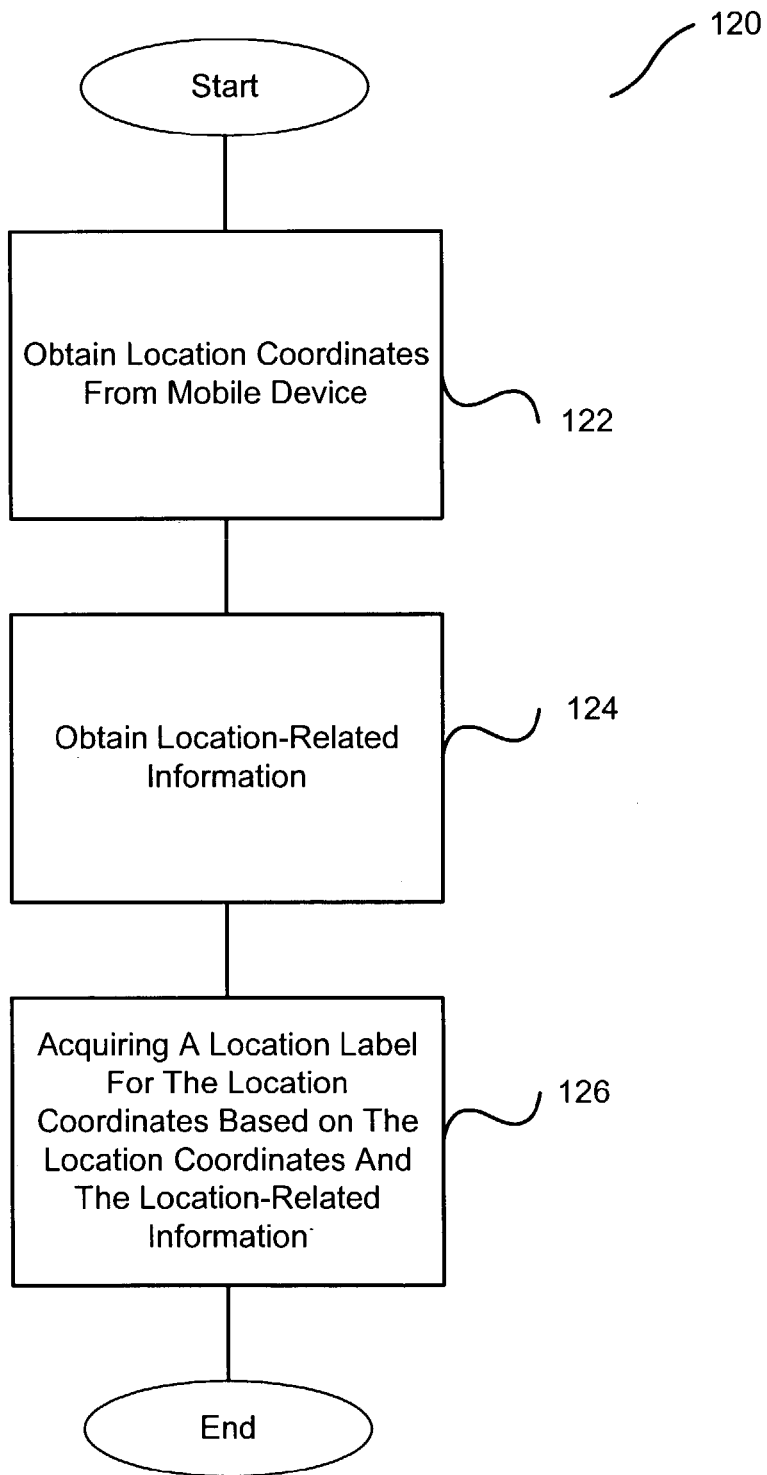 120
Start
Obtain Location Coordinates
From Mobile Device
122
Obtain Location-Related
Information
124
Acquiring A Location Label
For The Location
Coordinates Based on The
Location Coordinates And
The Location-Related
Information
126
End